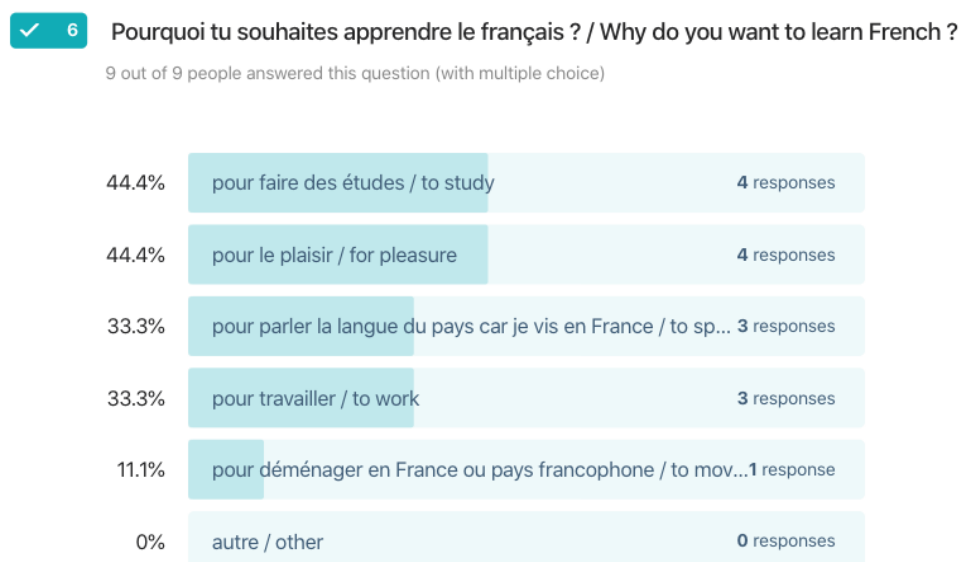 6 Pourquoi tu souhaites apprendre le français ? / Why do you want to learn French ?
9 out of 9 people answered this question (with multiple choice)
44.4% pour faire des études / to study 4 responses
44.4% pour le plaisir / for pleasure 4 responses
33.3% pour parler la langue du pays car je vis en France / to sp... 3 responses
33.3% pour travailler / to work 3 responses
11.1% pour déménager en France ou pays francophone / to mov...1 response
0% autre / other 0 responses